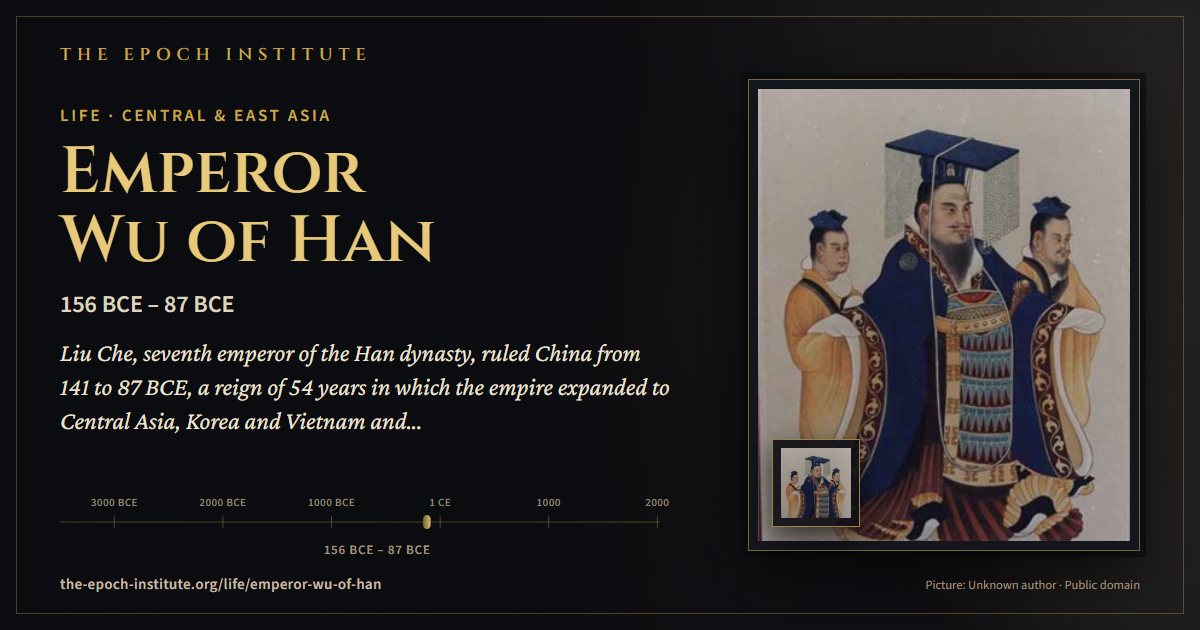 THE EPOCH INSTITUTE
LIFE · CENTRAL & EAST ASIA
EMPEROR
WU OF HAN
156 BCE – 87 BCE
Liu Che, seventh emperor of the Han dynasty, ruled China from
141 to 87 BCE, a reign of 54 years in which the empire expanded to
Central Asia, Korea and Vietnam and...
3000 BCE 2000 BCE 1000 BCE 1 CE 1000 2000
156 BCE – 87 BCE
the-epoch-institute.org/life/emperor-wu-of-han
Picture: Unknown author · Public domain